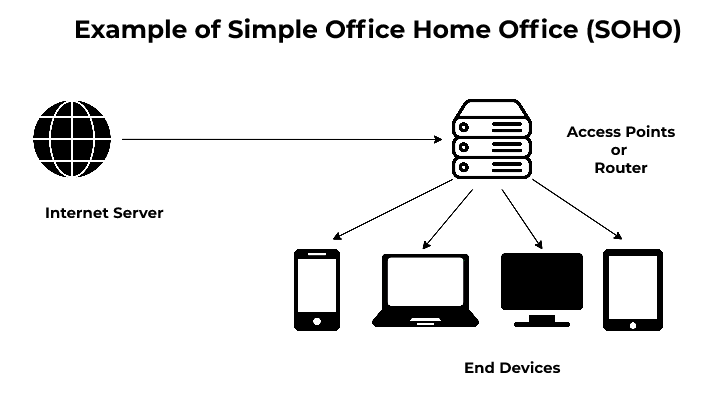 Example of Simple Office Home Office (SOHO)
Access Points
or
Router
Internet Server
End Devices